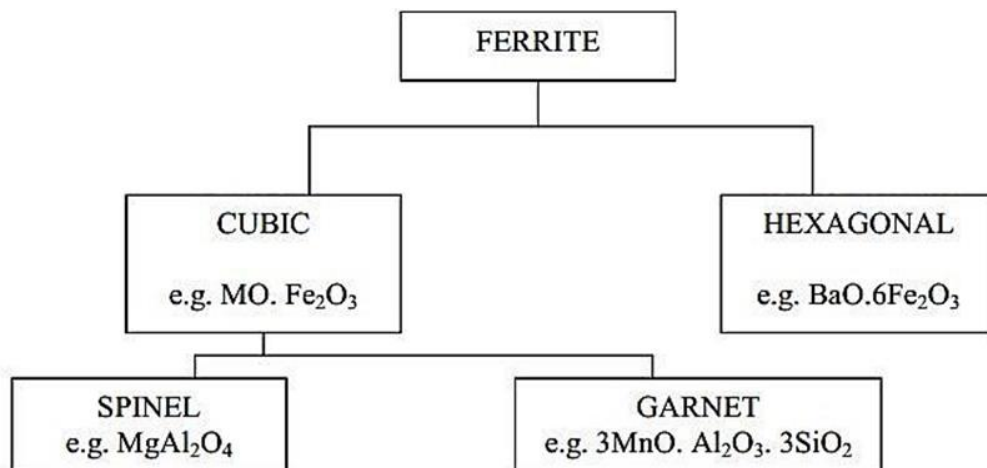 FERRITE
CUBIC
e.g. MO. Fe₂O₃
HEXAGONAL
e.g. BaO.6Fe₂O₃
SPINEL
e.g. MgAl₂O₄
GARNET
e.g. 3MnO. Al₂O₃. 3SiO₂